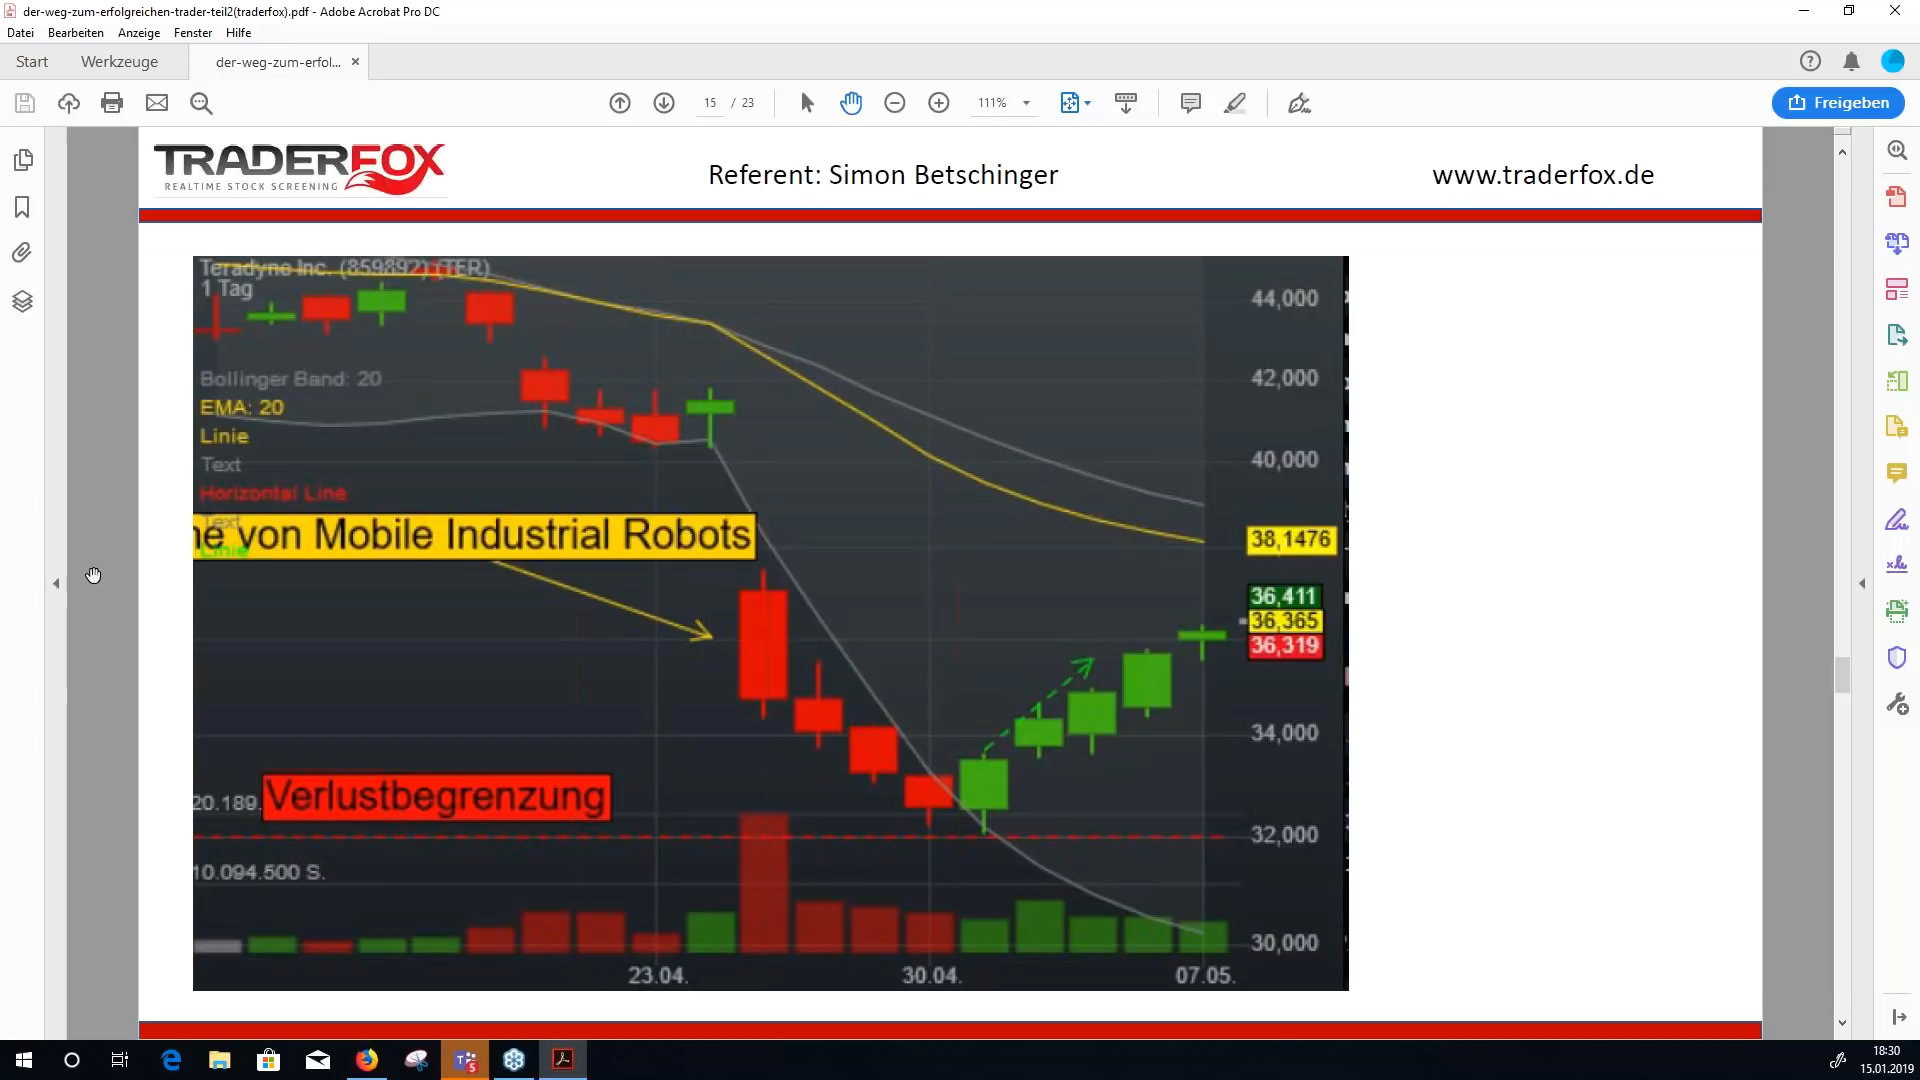 der-weg-zum-erfolgreichen-trader-teil2(traderfox).pdf - Adobe Acrobat Pro DC
Datei Bearbeiten Anzeige Fenster Hilfe
Start Werkzeuge der-weg-zum-erfol... ×
15 / 23 111% Freigeben
TRADERFOX
REALTIME STOCK SCREENING
Referent: Simon Betschinger
www.traderfox.de
Teradyne Inc. (859892) (TER)
1 Tag
44,000
Bollinger Band: 20
42,000
EMA: 20
Linie
Text
40,000
Horizontal Line
Text
ne von Mobile Industrial Robots
Linie
38,1476
36,411
36,365
36,319
34,000
Verlustbegrenzung
20.189.
32,000
10.094.500 S.
30,000
23.04. 30.04. 07.05.
18:30
15.01.2019